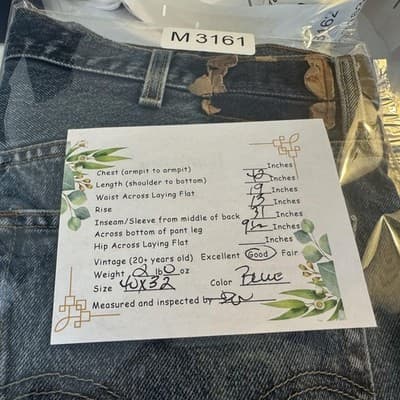 M3161
162
Chest (armpit to armpit) Inches
Length (shoulder to bottom) Inches
Waist Across Laying Flat 19 Inches
Rise 13 Inches
Inseam/Sleeve from middle of back 31 Inches
Across bottom of pant leg 9½ Inches
Hip Across Laying Flat Inches
Vintage (20+ years old) Excellent Good Fair
Weight 2 lb 0 oz
Size 40x32 Color Blue
Measured and inspected by